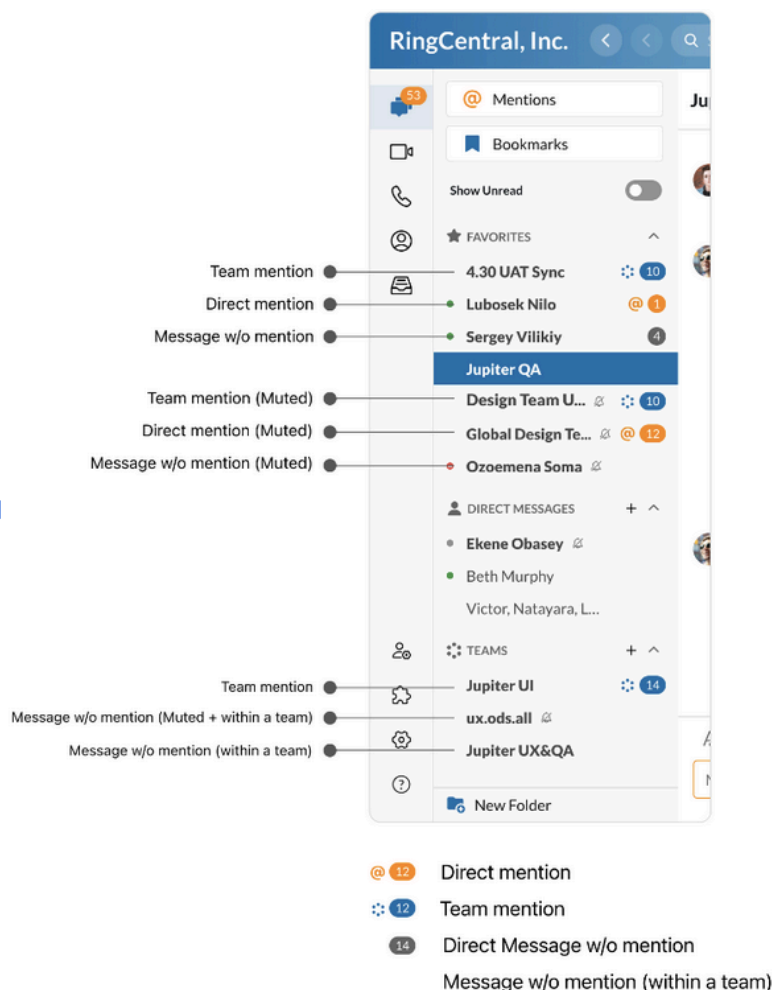 RingCentral, Inc.
53
@ Mentions
Bookmarks
Show Unread
FAVORITES
Team mention
4.30 UAT Sync
10
Direct mention
Lubosek Nilo
@ 1
Message w/o mention
Sergey Vilikiy
4
Jupiter QA
Team mention (Muted)
Design Team U...
10
Direct mention (Muted)
Global Design Te...
@ 12
Message w/o mention (Muted)
Ozoemena Soma
DIRECT MESSAGES
Ekene Obasey
Beth Murphy
Victor, Natayara, L...
TEAMS
Team mention
Jupiter UI
14
Message w/o mention (Muted + within a team)
ux.ods.all
Message w/o mention (within a team)
Jupiter UX&QA
New Folder
@ 12 Direct mention
12 Team mention
14 Direct Message w/o mention
Message w/o mention (within a team)